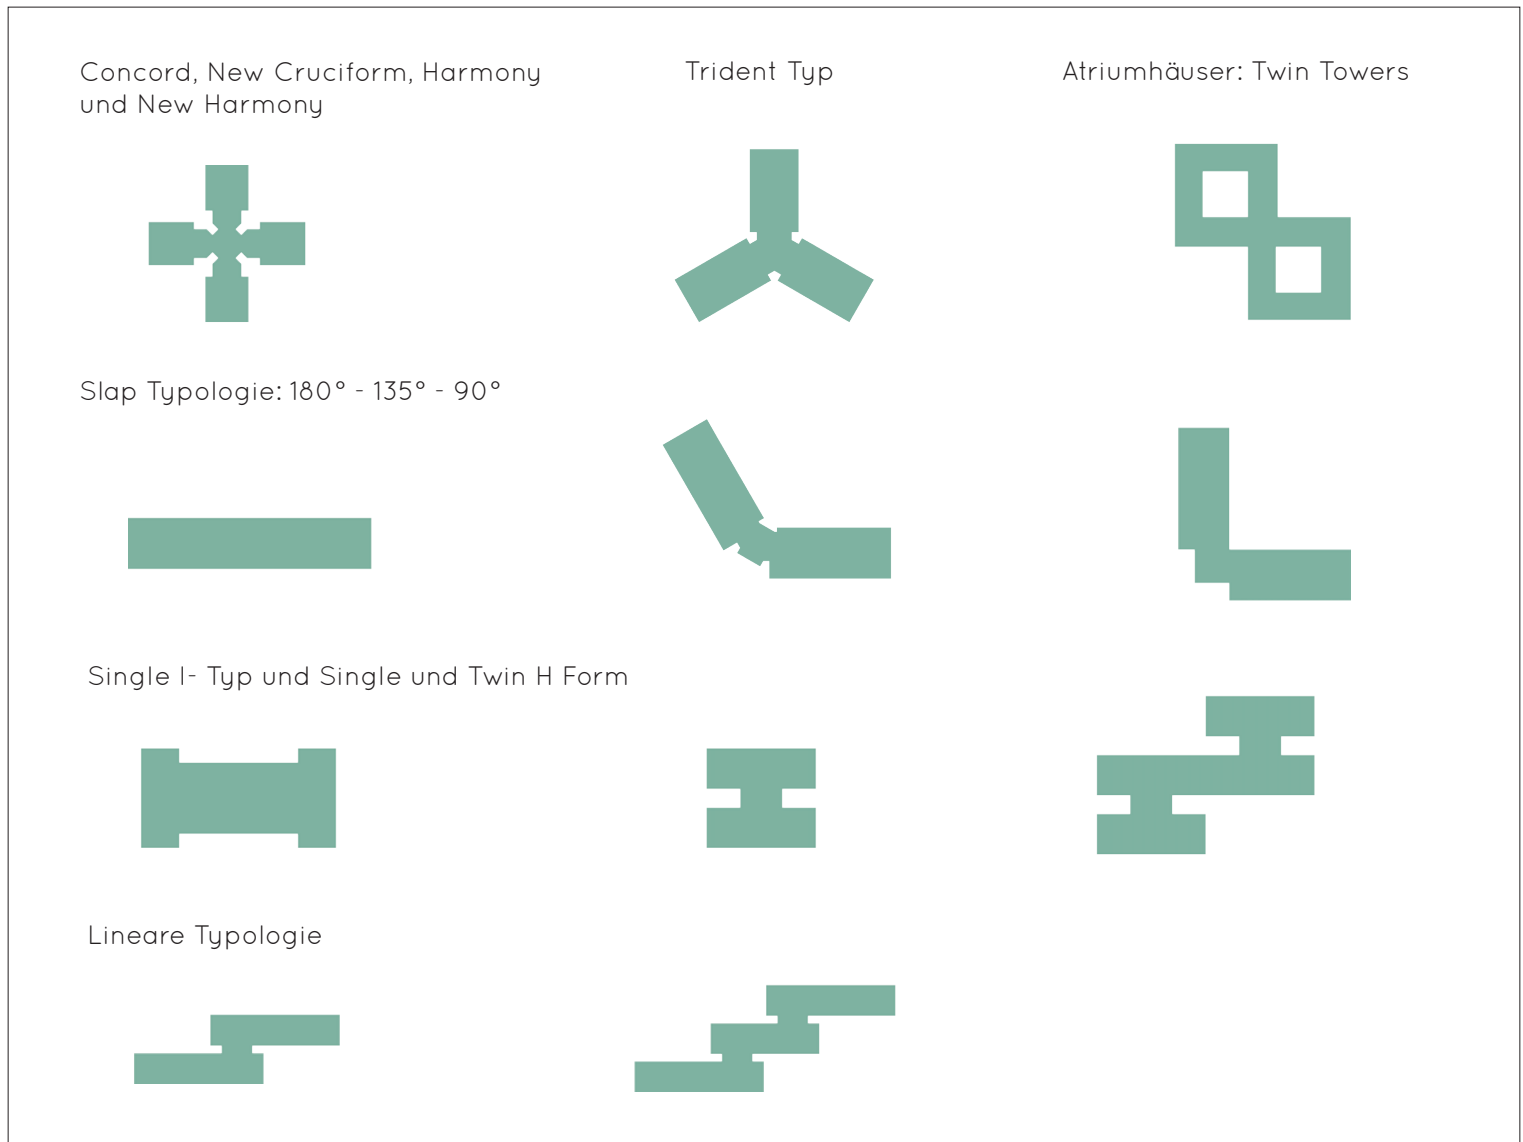 Concord, New Cruciform, Harmony
und New Harmony
Trident Typ
Atriumhäuser: Twin Towers
Slap Typologie: 180° - 135° - 90°
Single I- Typ und Single und Twin H Form
Lineare Typologie